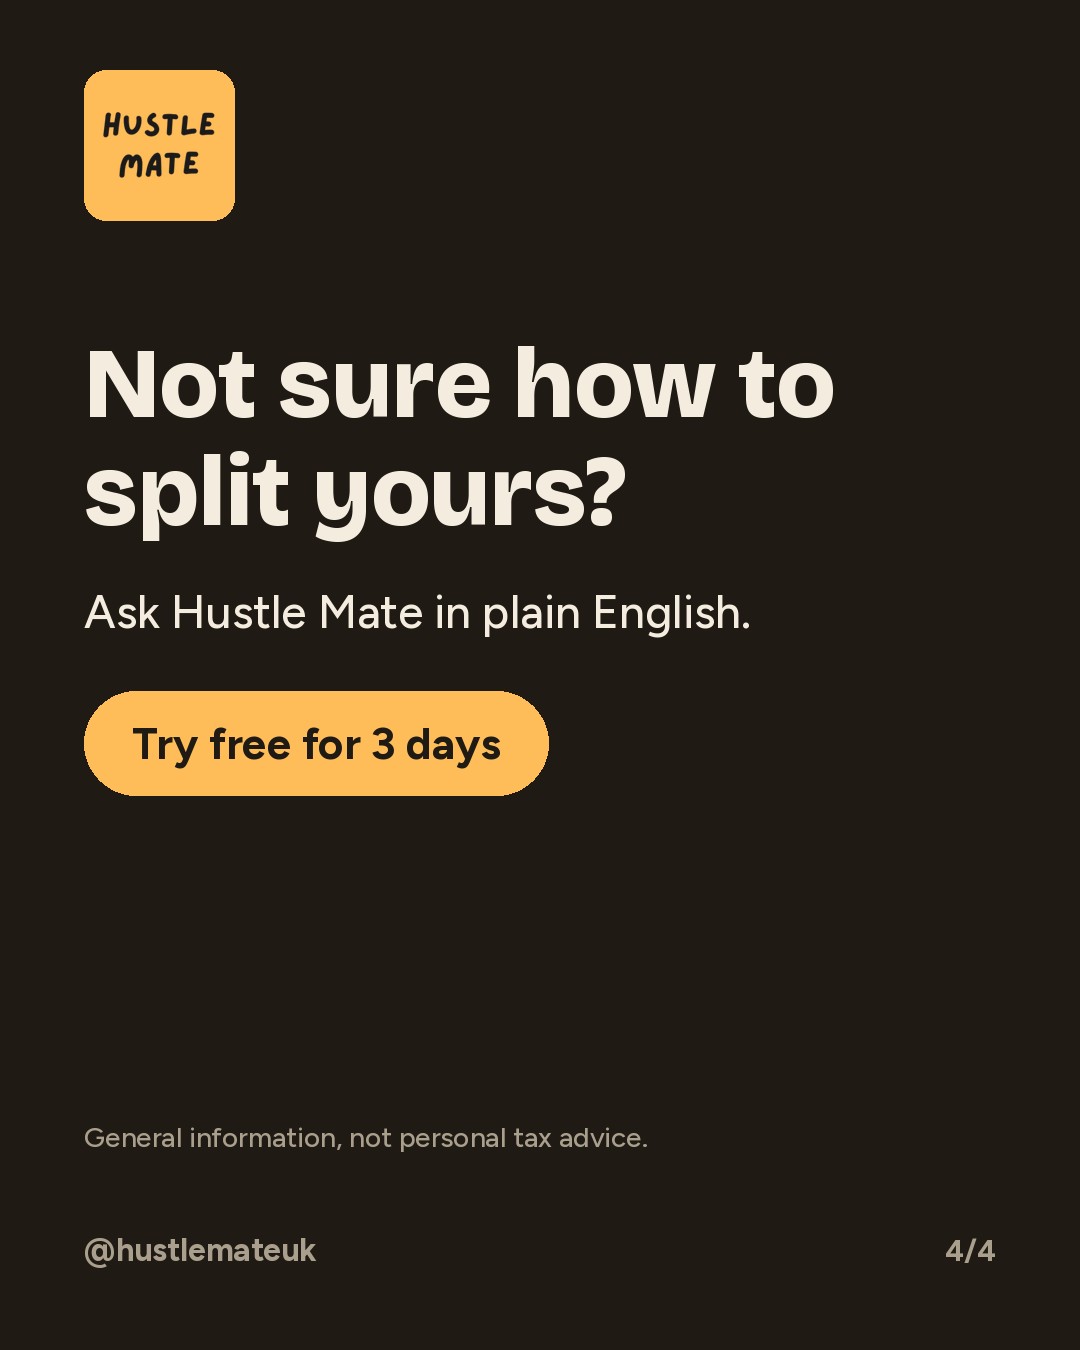 HUSTLE
MATE
Not sure how to
split yours?
Ask Hustle Mate in plain English.
Try free for 3 days
General information, not personal tax advice.
@hustlemateuk
4/4